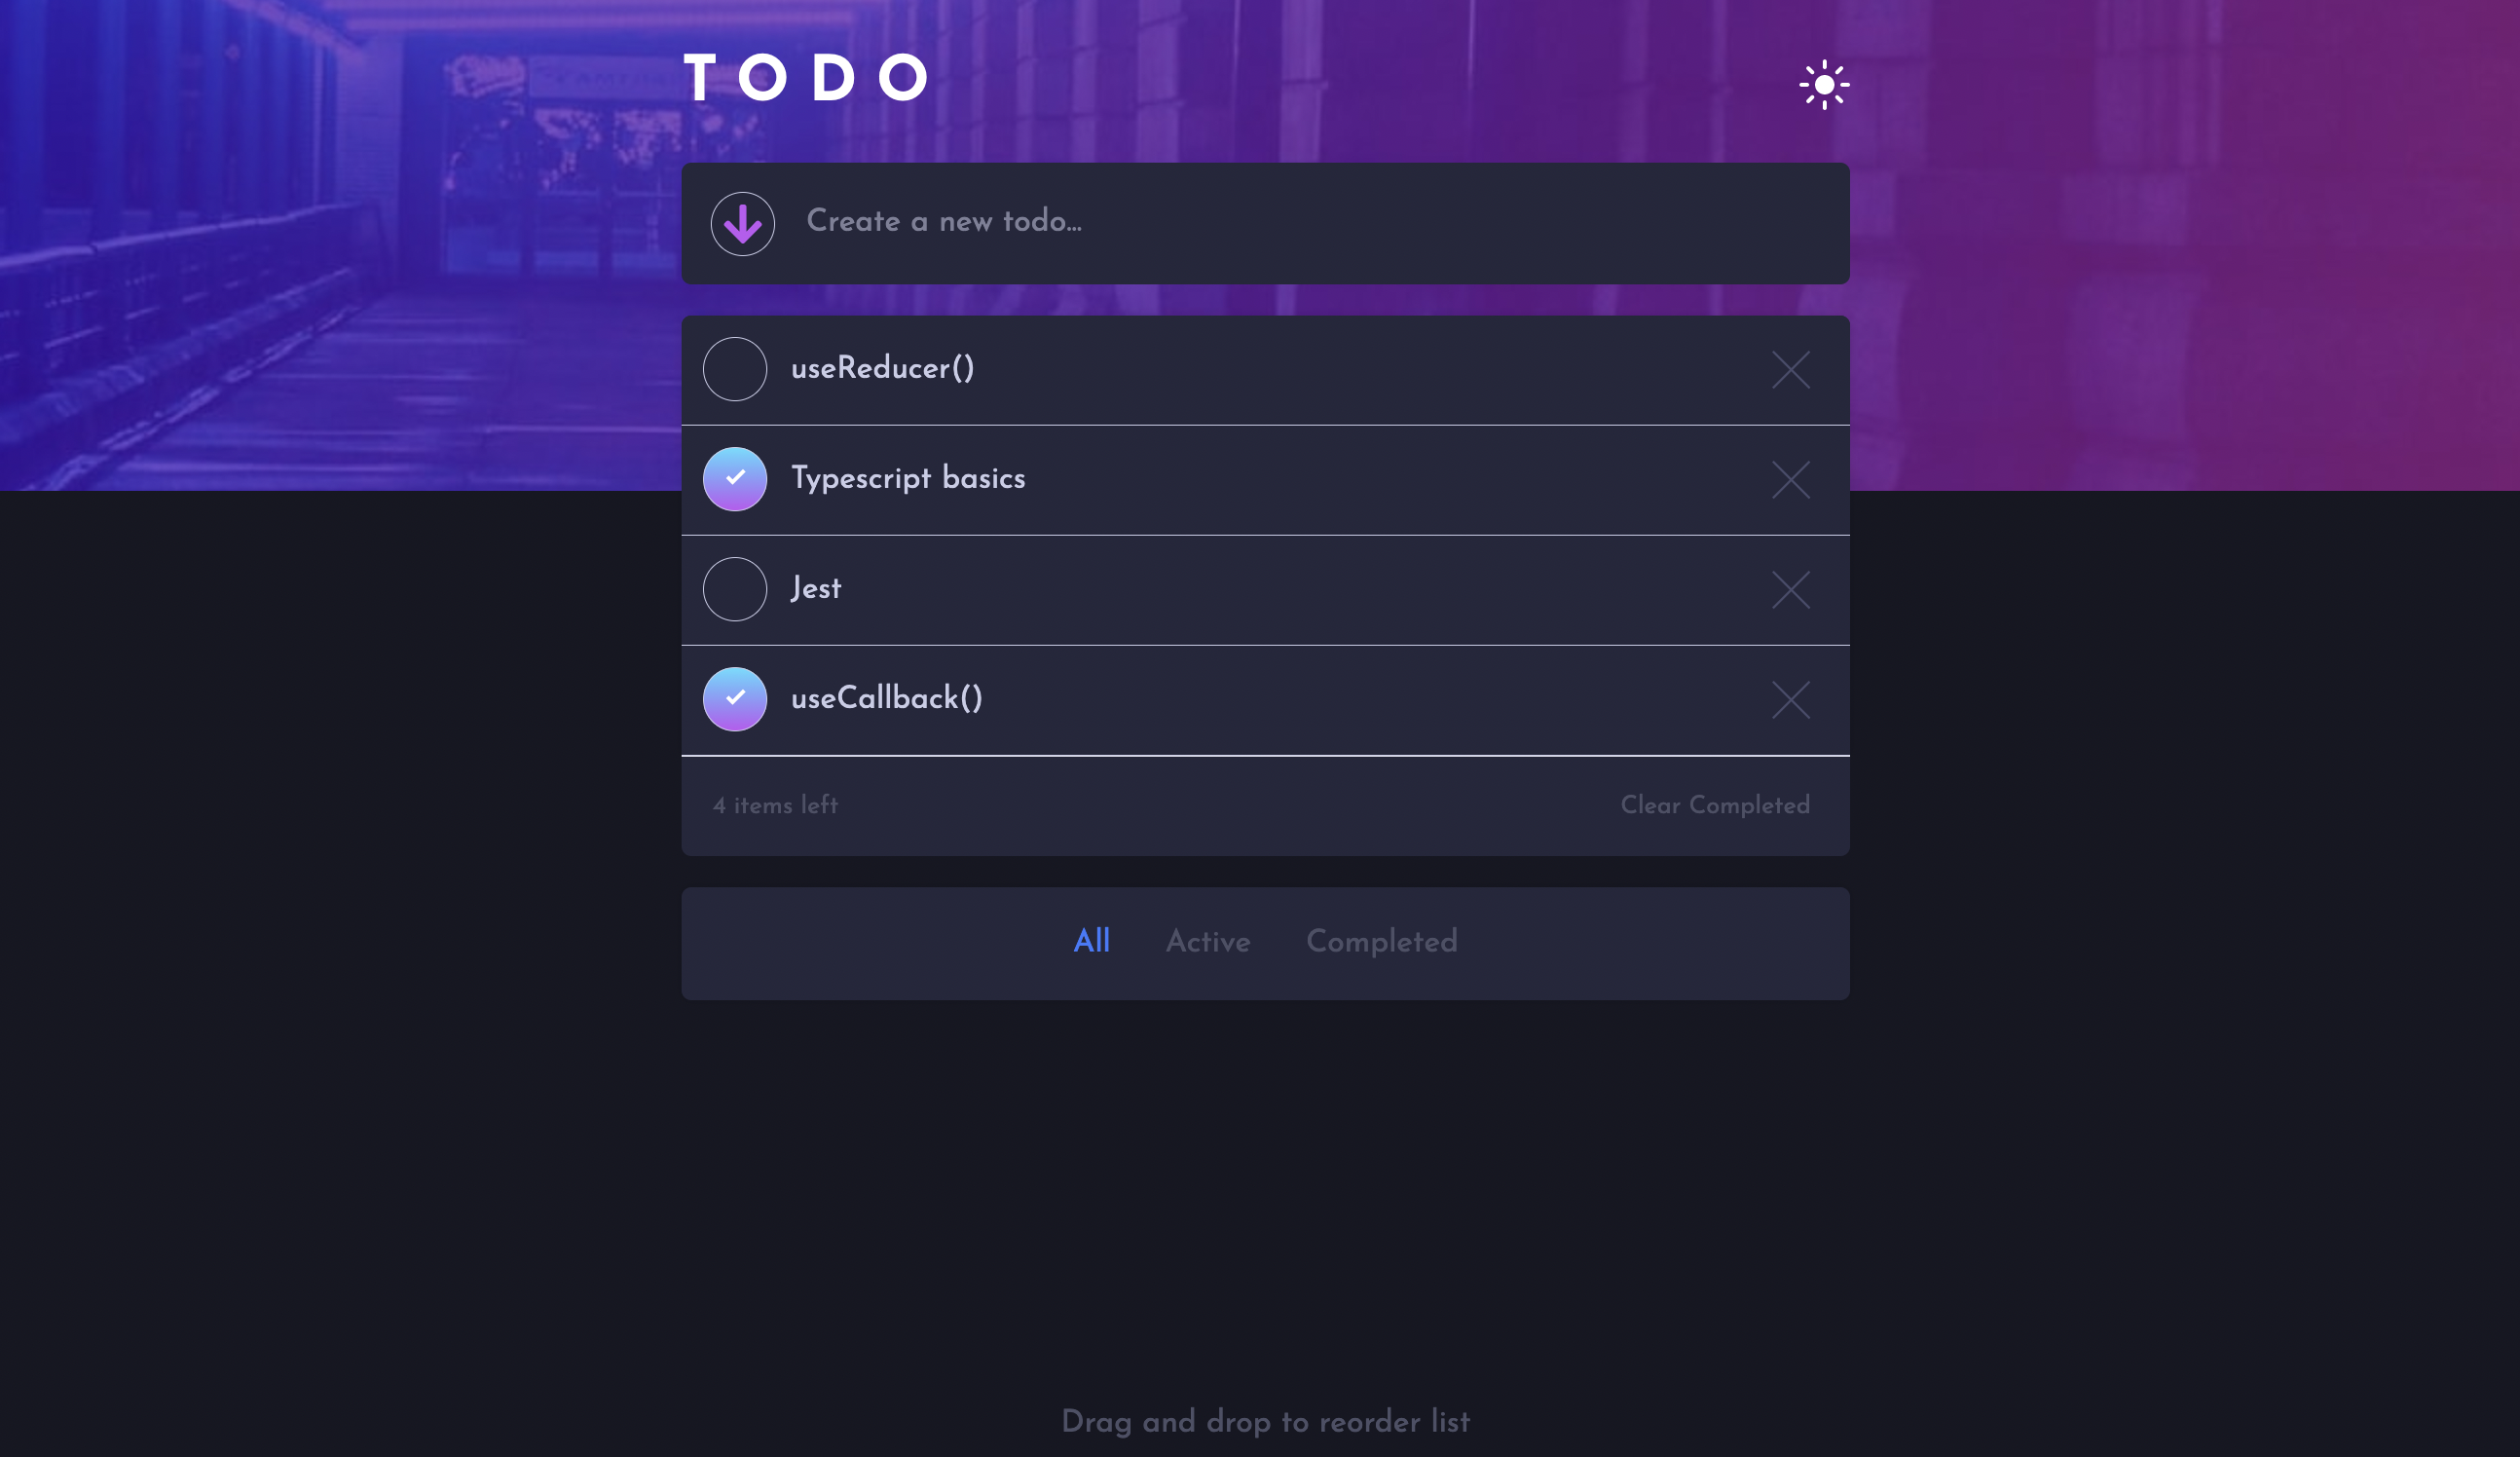 TODO
Create a new todo...
useReducer()
Typescript basics
Jest
useCallback()
4 items left Clear Completed
All Active Completed
Drag and drop to reorder list